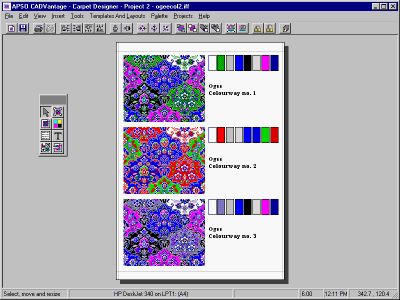 APSO CADVantage - Carpet Designer - Project 2 - ogeecol2.iff
File Edit View Insert Tools Templates And Layouts Palette Projects Help
Ogee
Colourway no. 1
Ogee
Colourway no. 2
Ogee
Colourway no. 3
Select, move and resize
HP DeskJet 340 on LPT1: (A4)
6.00
12:11 PM
342.7 , 120.4